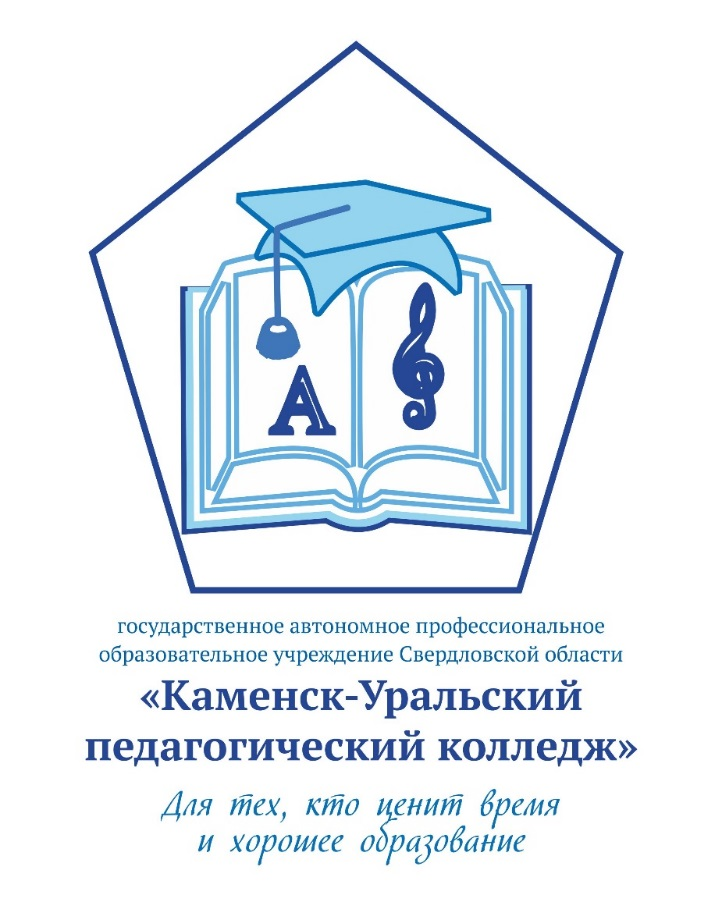 А
государственное автономное профессиональное
образовательное учреждение Свердловской области
«Каменск-Уральский
педагогический колледж»
Для тех, кто ценит время
и хорошее образование